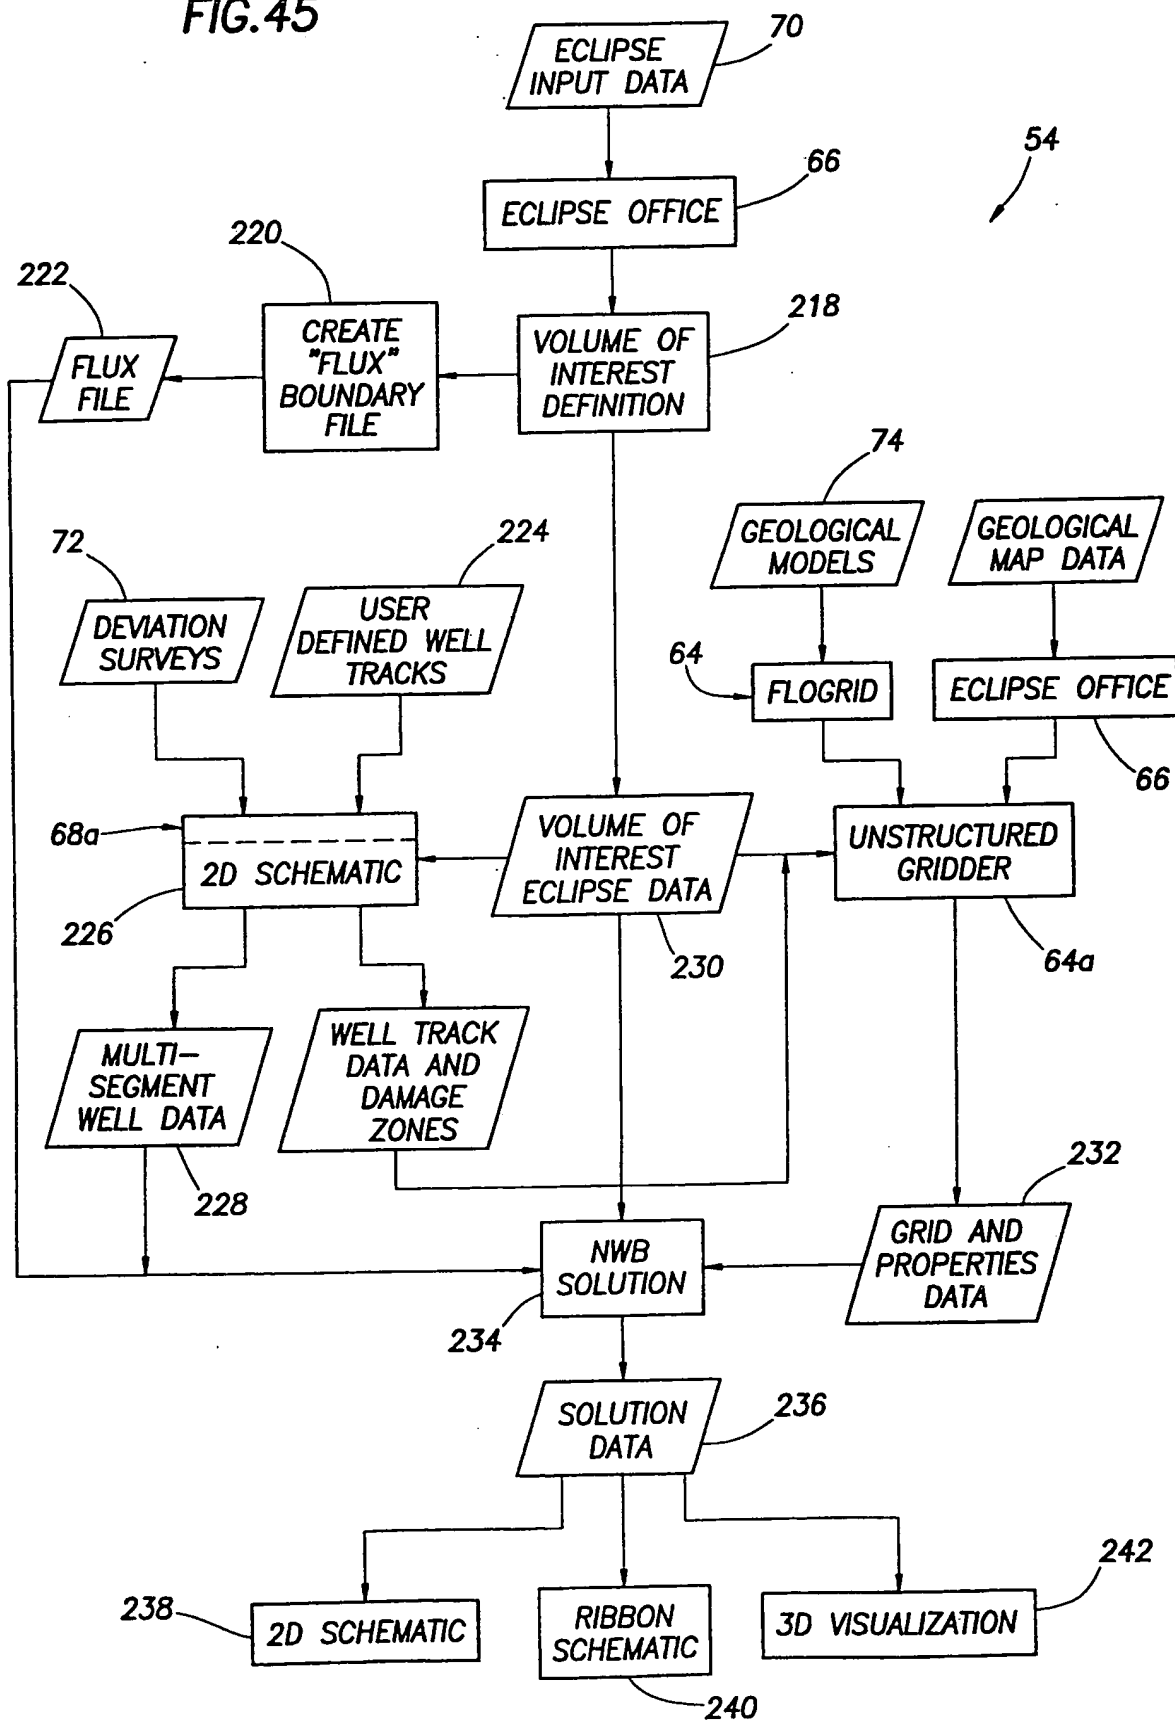 FIG.45
ECLIPSE
INPUT DATA
70
54
ECLIPSE OFFICE
66
220
222
FLUX
FILE
CREATE
"FLUX"
BOUNDARY
FILE
VOLUME OF
INTEREST
DEFINITION
218
74
GEOLOGICAL
MODELS
GEOLOGICAL
MAP DATA
72
DEVIATION
SURVEYS
224
USER
DEFINED WELL
TRACKS
64
FLOGRID
ECLIPSE OFFICE
66
68a
2D SCHEMATIC
226
VOLUME OF
INTEREST
ECLIPSE DATA
230
UNSTRUCTURED
GRIDDER
64a
MULTI-
SEGMENT
WELL DATA
228
WELL TRACK
DATA AND
DAMAGE
ZONES
232
GRID AND
PROPERTIES
DATA
NWB
SOLUTION
234
SOLUTION
DATA
236
238
2D SCHEMATIC
RIBBON
SCHEMATIC
240
3D VISUALIZATION
242